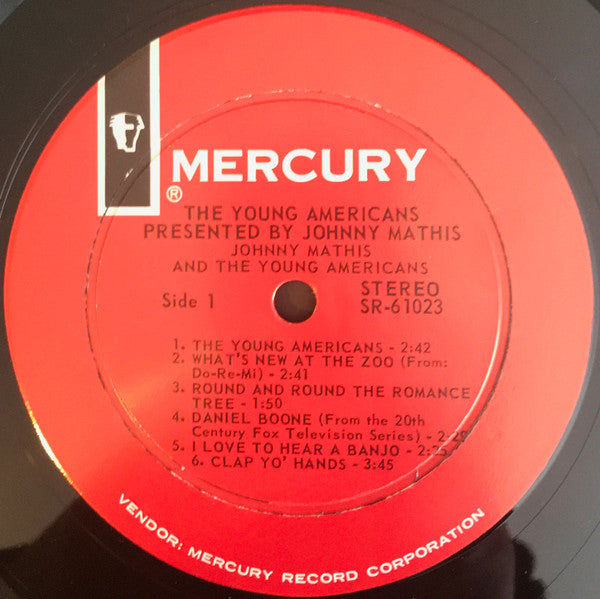 MERCURY
®
THE YOUNG AMERICANS
PRESENTED BY JOHNNY MATHIS
JOHNNY MATHIS
AND THE YOUNG AMERICANS
Side 1
STEREO
SR-61023
1. THE YOUNG AMERICANS - 2:42
2. WHAT'S NEW AT THE ZOO (From:
Do-Re-Mi) - 2:41
3. ROUND AND ROUND THE ROMANCE
TREE - 1:50
4. DANIEL BOONE (From the 20th
Century Fox Television Series) -
5. I LOVE TO HEAR A BANJO -
6. CLAP YO' HANDS - 3:45
VENDOR: MERCURY RECORD CORPORATION